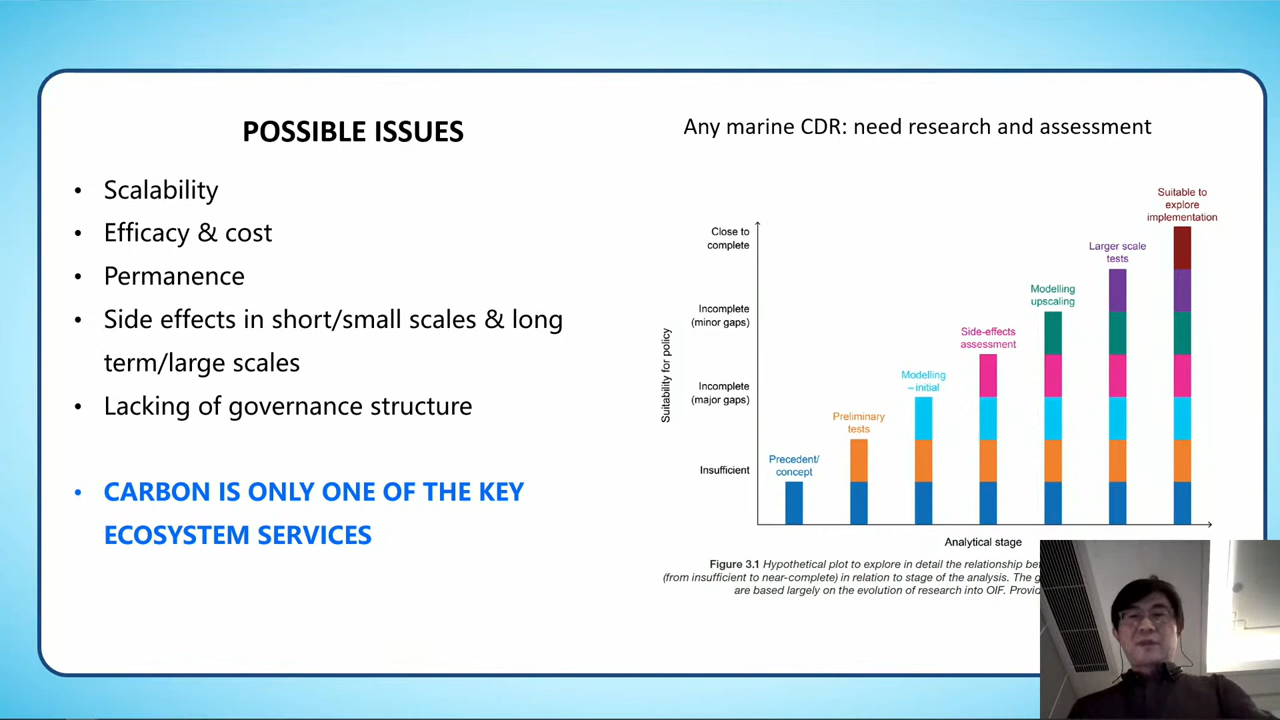 POSSIBLE ISSUES
• Scalability
• Efficacy & cost
• Permanence
• Side effects in short/small scales & long
term/large scales
• Lacking of governance structure
• CARBON IS ONLY ONE OF THE KEY
ECOSYSTEM SERVICES
Any marine CDR: need research and assessment
Suitability for policy
Close to
complete
Incomplete
(minor gaps)
Incomplete
(major gaps)
Insufficient
Precedent/
concept
Preliminary
tests
Modelling
–initial
Side-effects
assessment
Modelling
upscaling
Larger scale
tests
Suitable to
explore
implementation
Analytical stage
Figure 3.1 Hypothetical plot to explore in detail the relationship
(from insufficient to near-complete) in relation to stage of the analysis. The
are based largely on the evolution of research into OIF.